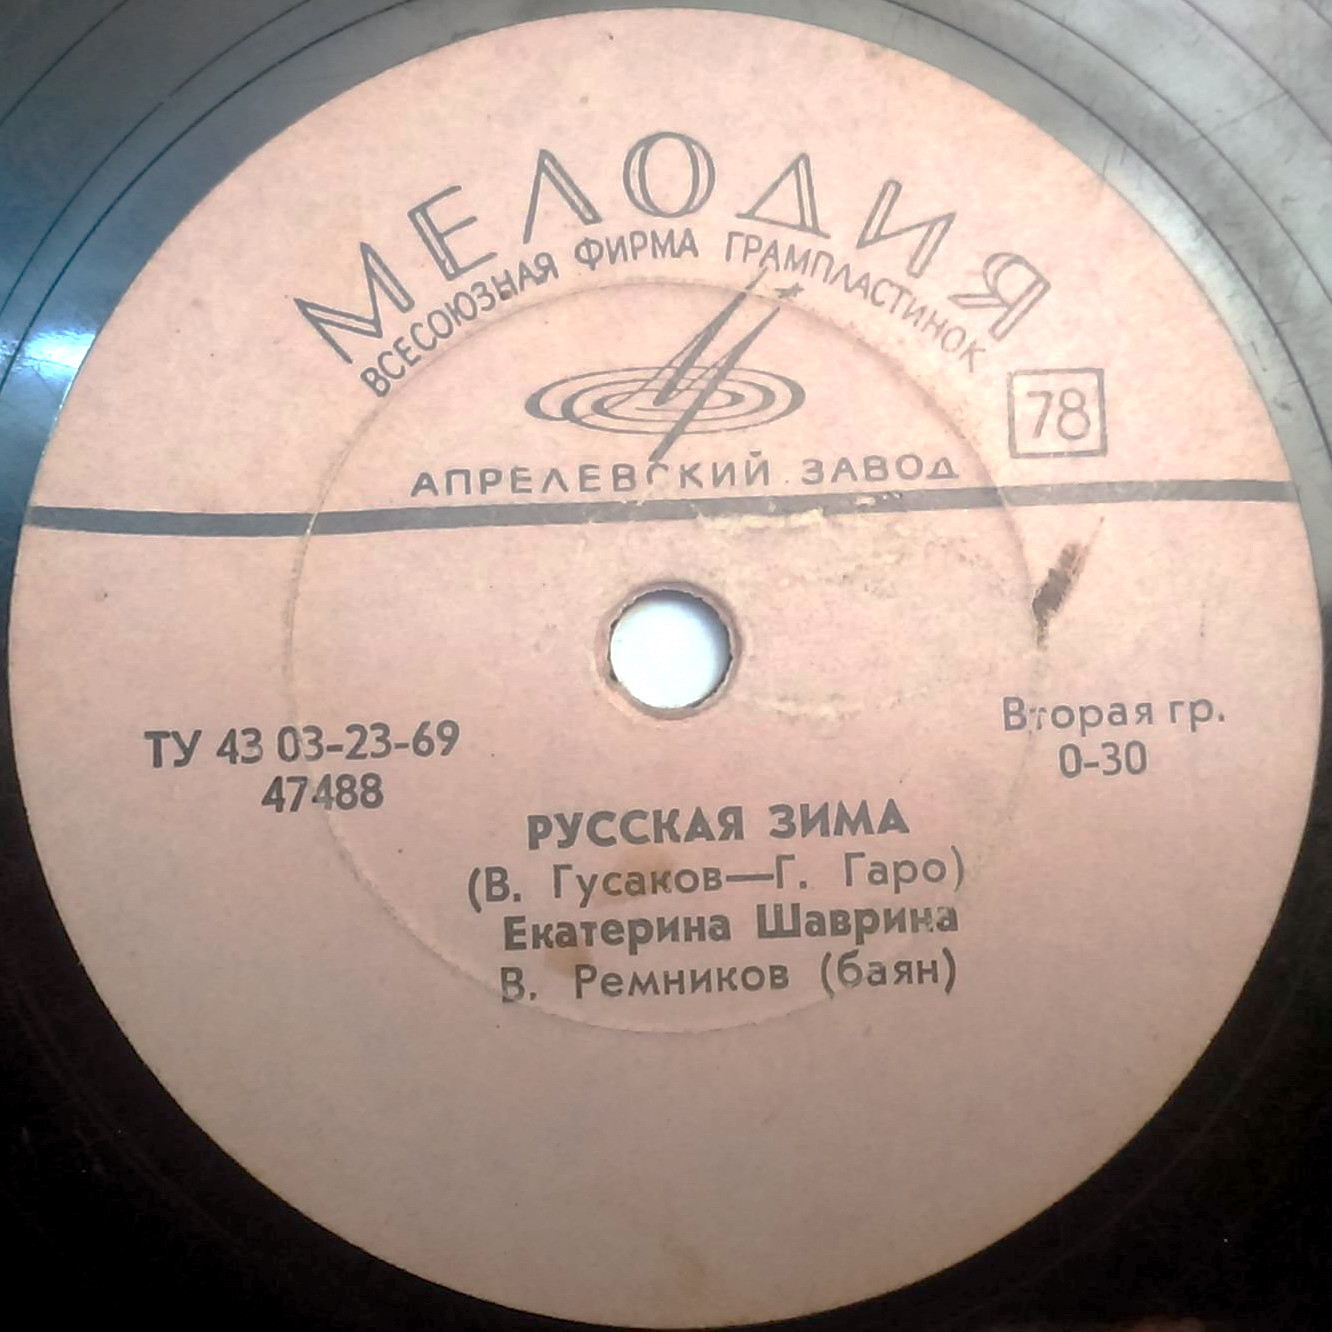 МЕЛОДИЯ
ВСЕСОЮЗНАЯ ФИРМА ГРАМПЛАСТИНОК
78
АПРЕЛЕВСКИЙ ЗАВОД
ТУ 43 03-23-69
47488
Вторая гр.
0-30
РУССКАЯ ЗИМА
(В. Гусаков—Г. Гаро)
Екатерина Шаврина
В. Ремников (баян)